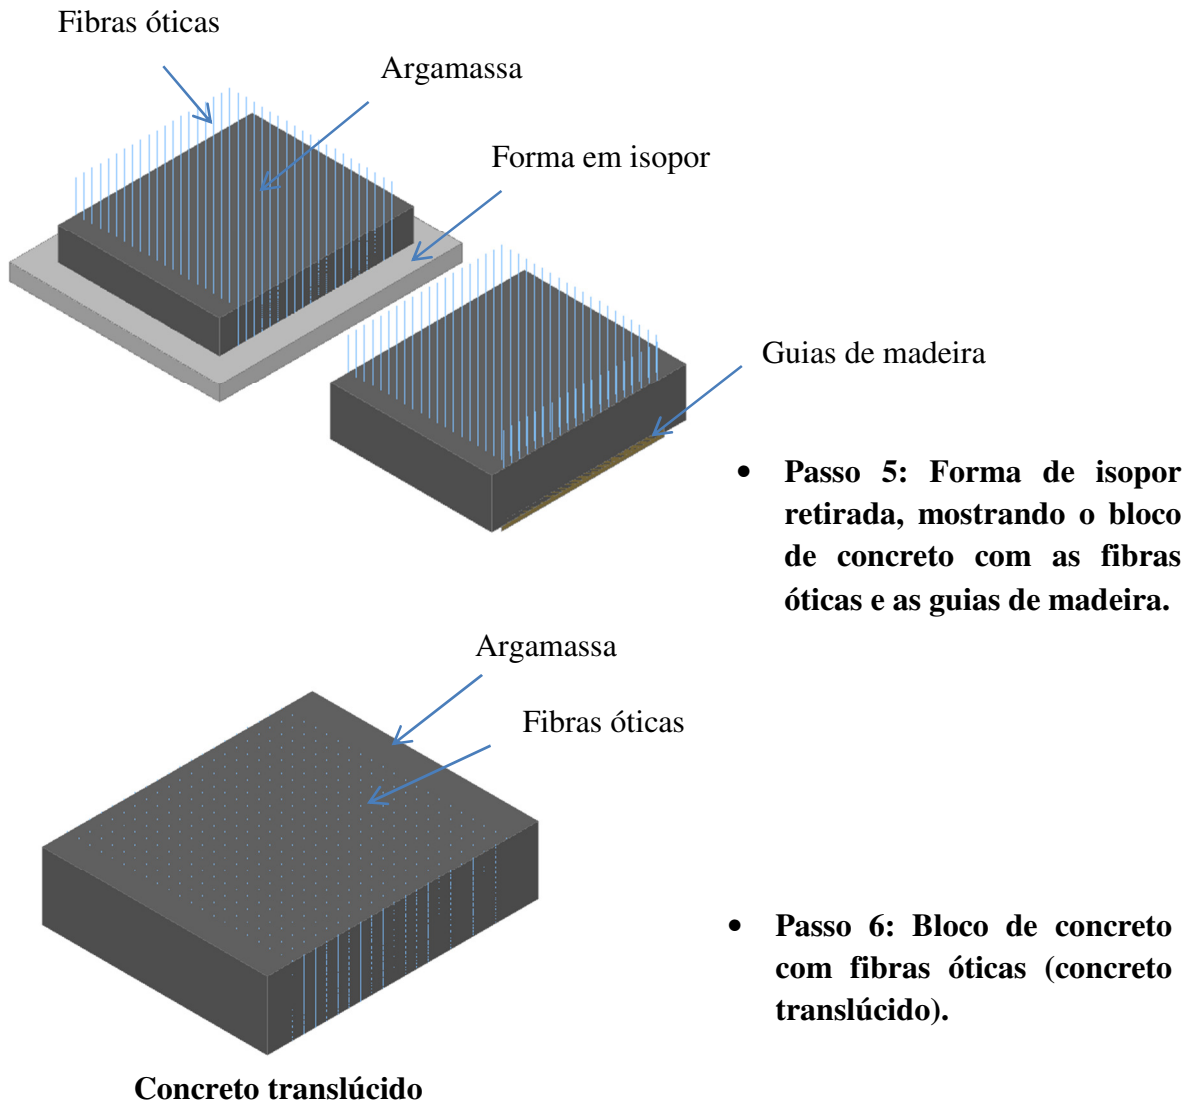 Fibras óticas
Argamassa
Forma em isopor
Guias de madeira
• Passo 5: Forma de isopor
retirada, mostrando o bloco
de concreto com as fibras
óticas e as guias de madeira.
Argamassa
Fibras óticas
• Passo 6: Bloco de concreto
com fibras óticas (concreto
translúcido).
Concreto translúcido